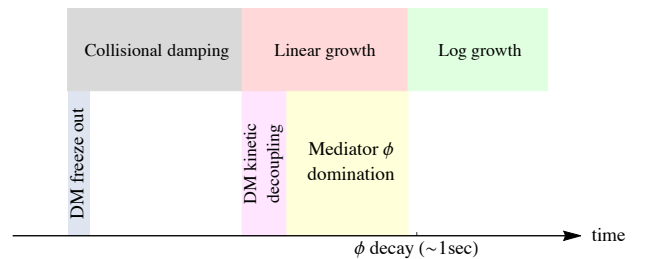 Collisional damping
Linear growth
Log growth
DM freeze out
DM kinetic
decoupling
Mediator ϕ
domination
time
ϕ decay (~1sec)